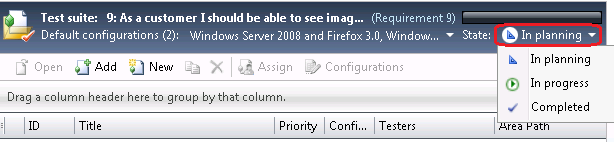 Test suite: 9: As a customer I should be able to see imag... (Requirement 9)
Default configurations (2): Windows Server 2008 and Firefox 3.0, Window... State: In planning
Open Add New Assign Configurations
In planning
In progress
Completed
Drag a column header here to group by that column.
ID Title Priority Confi... Testers Area Path